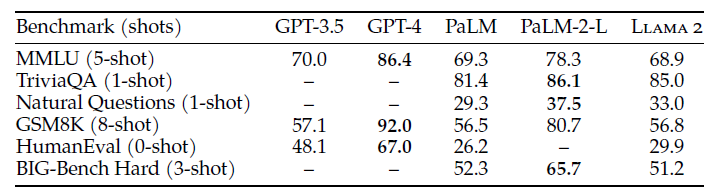 Benchmark (shots) GPT-3.5 GPT-4 PaLM PaLM-2-L LLAMA 2
MMLU (5-shot) 70.0 86.4 69.3 78.3 68.9
TriviaQA (1-shot) – – 81.4 86.1 85.0
Natural Questions (1-shot) – – 29.3 37.5 33.0
GSM8K (8-shot) 57.1 92.0 56.5 80.7 56.8
HumanEval (0-shot) 48.1 67.0 26.2 – 29.9
BIG-Bench Hard (3-shot) – – 52.3 65.7 51.2